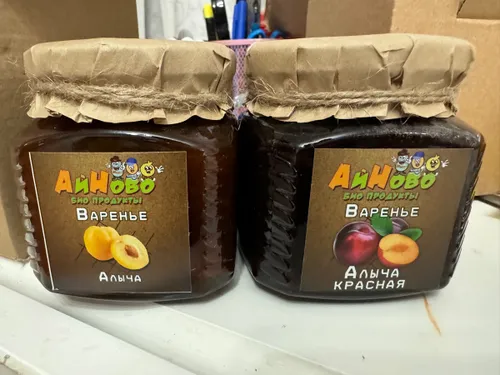 АйНово
БИО ПРОДУКТЫ
ВАРЕНЬЕ
АЛЫЧА
АйНово
БИО ПРОДУКТЫ
ВАРЕНЬЕ
АЛЫЧА
КРАСНАЯ